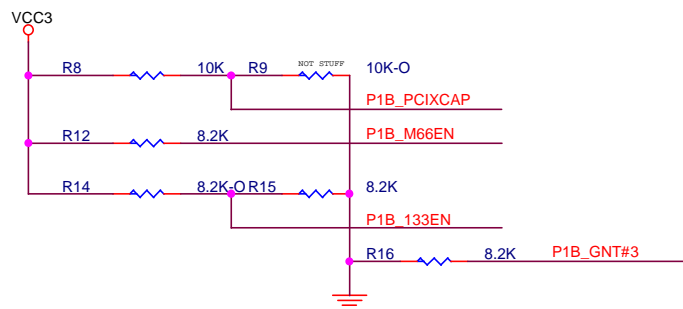 VCC3
R8 10K R9 NOT STUFF 10K-O
P1B_PCIXCAP
R12 8.2K P1B_M66EN
R14 8.2K-O R15 8.2K
P1B_133EN
R16 8.2K P1B_GNT#3